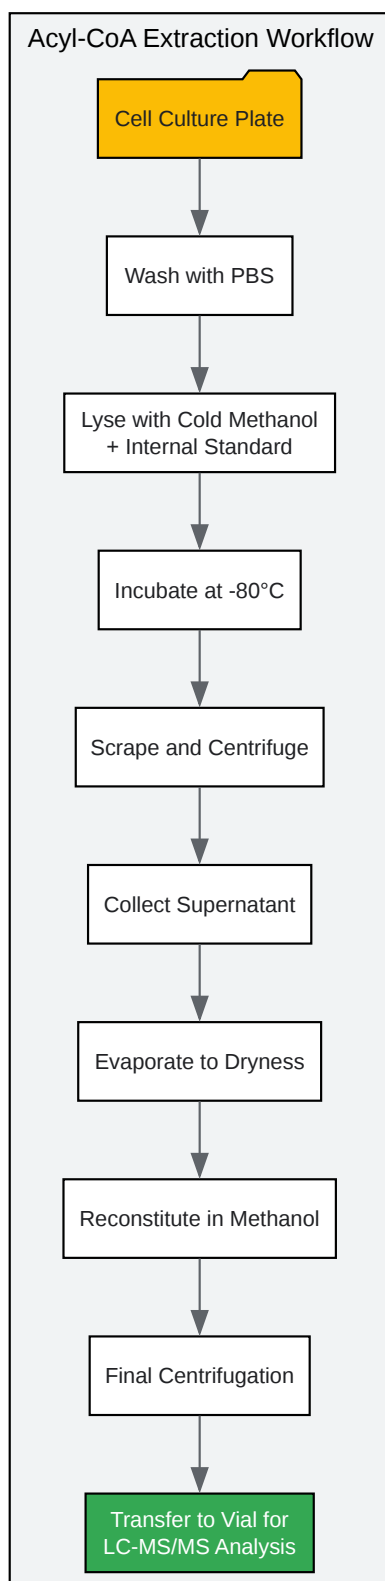 Acyl-CoA Extraction Workflow
Cell Culture Plate
Wash with PBS
Lyse with Cold Methanol
+ Internal Standard
Incubate at -80°C
Scrape and Centrifuge
Collect Supernatant
Evaporate to Dryness
Reconstitute in Methanol
Final Centrifugation
Transfer to Vial for
LC-MS/MS Analysis